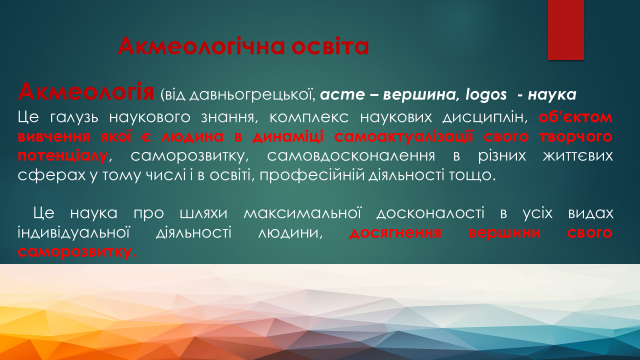 Акмеологічна освіта
Акмеологія (від давньогрецької, acme – вершина, logos - наука
Це галузь наукового знання, комплекс наукових дисциплін, об'єктом
вивчення якої є людина в динаміці самоактуалізації свого творчого
потенціалу, саморозвитку, самовдосконалення в різних життєвих
сферах у тому числі і в освіті, професійній діяльності тощо.
Це наука про шляхи максимальної досконалості в усіх видах
індивідуальної діяльності людини, досягнення вершини свого
саморозвитку.